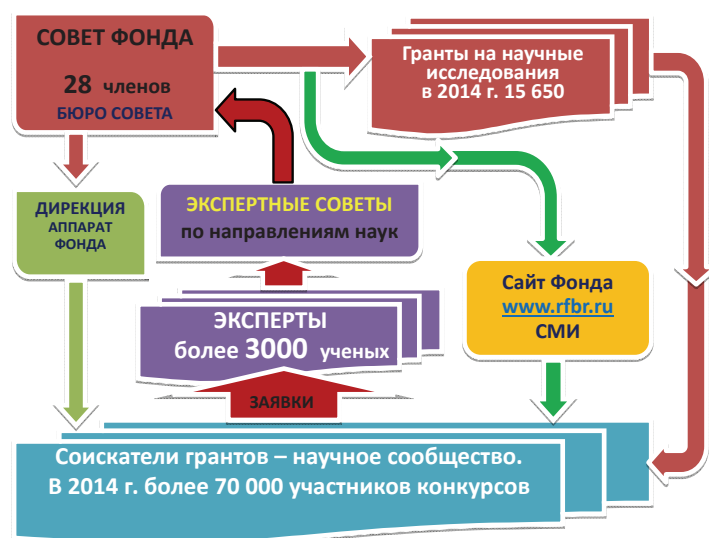 СОВЕТ ФОНДА
28 членов
БЮРО СОВЕТА
Гранты на научные
исследования
в 2014 г. 15 650
ДИРЕКЦИЯ
АППАРАТ
ФОНДА
ЭКСПЕРТНЫЕ СОВЕТЫ
по направлениям наук
Сайт Фонда
www.rfbr.ru
СМИ
ЭКСПЕРТЫ
более 3000 ученых
ЗАЯВКИ
Соискатели грантов – научное сообщество.
В 2014 г. более 70 000 участников конкурсов